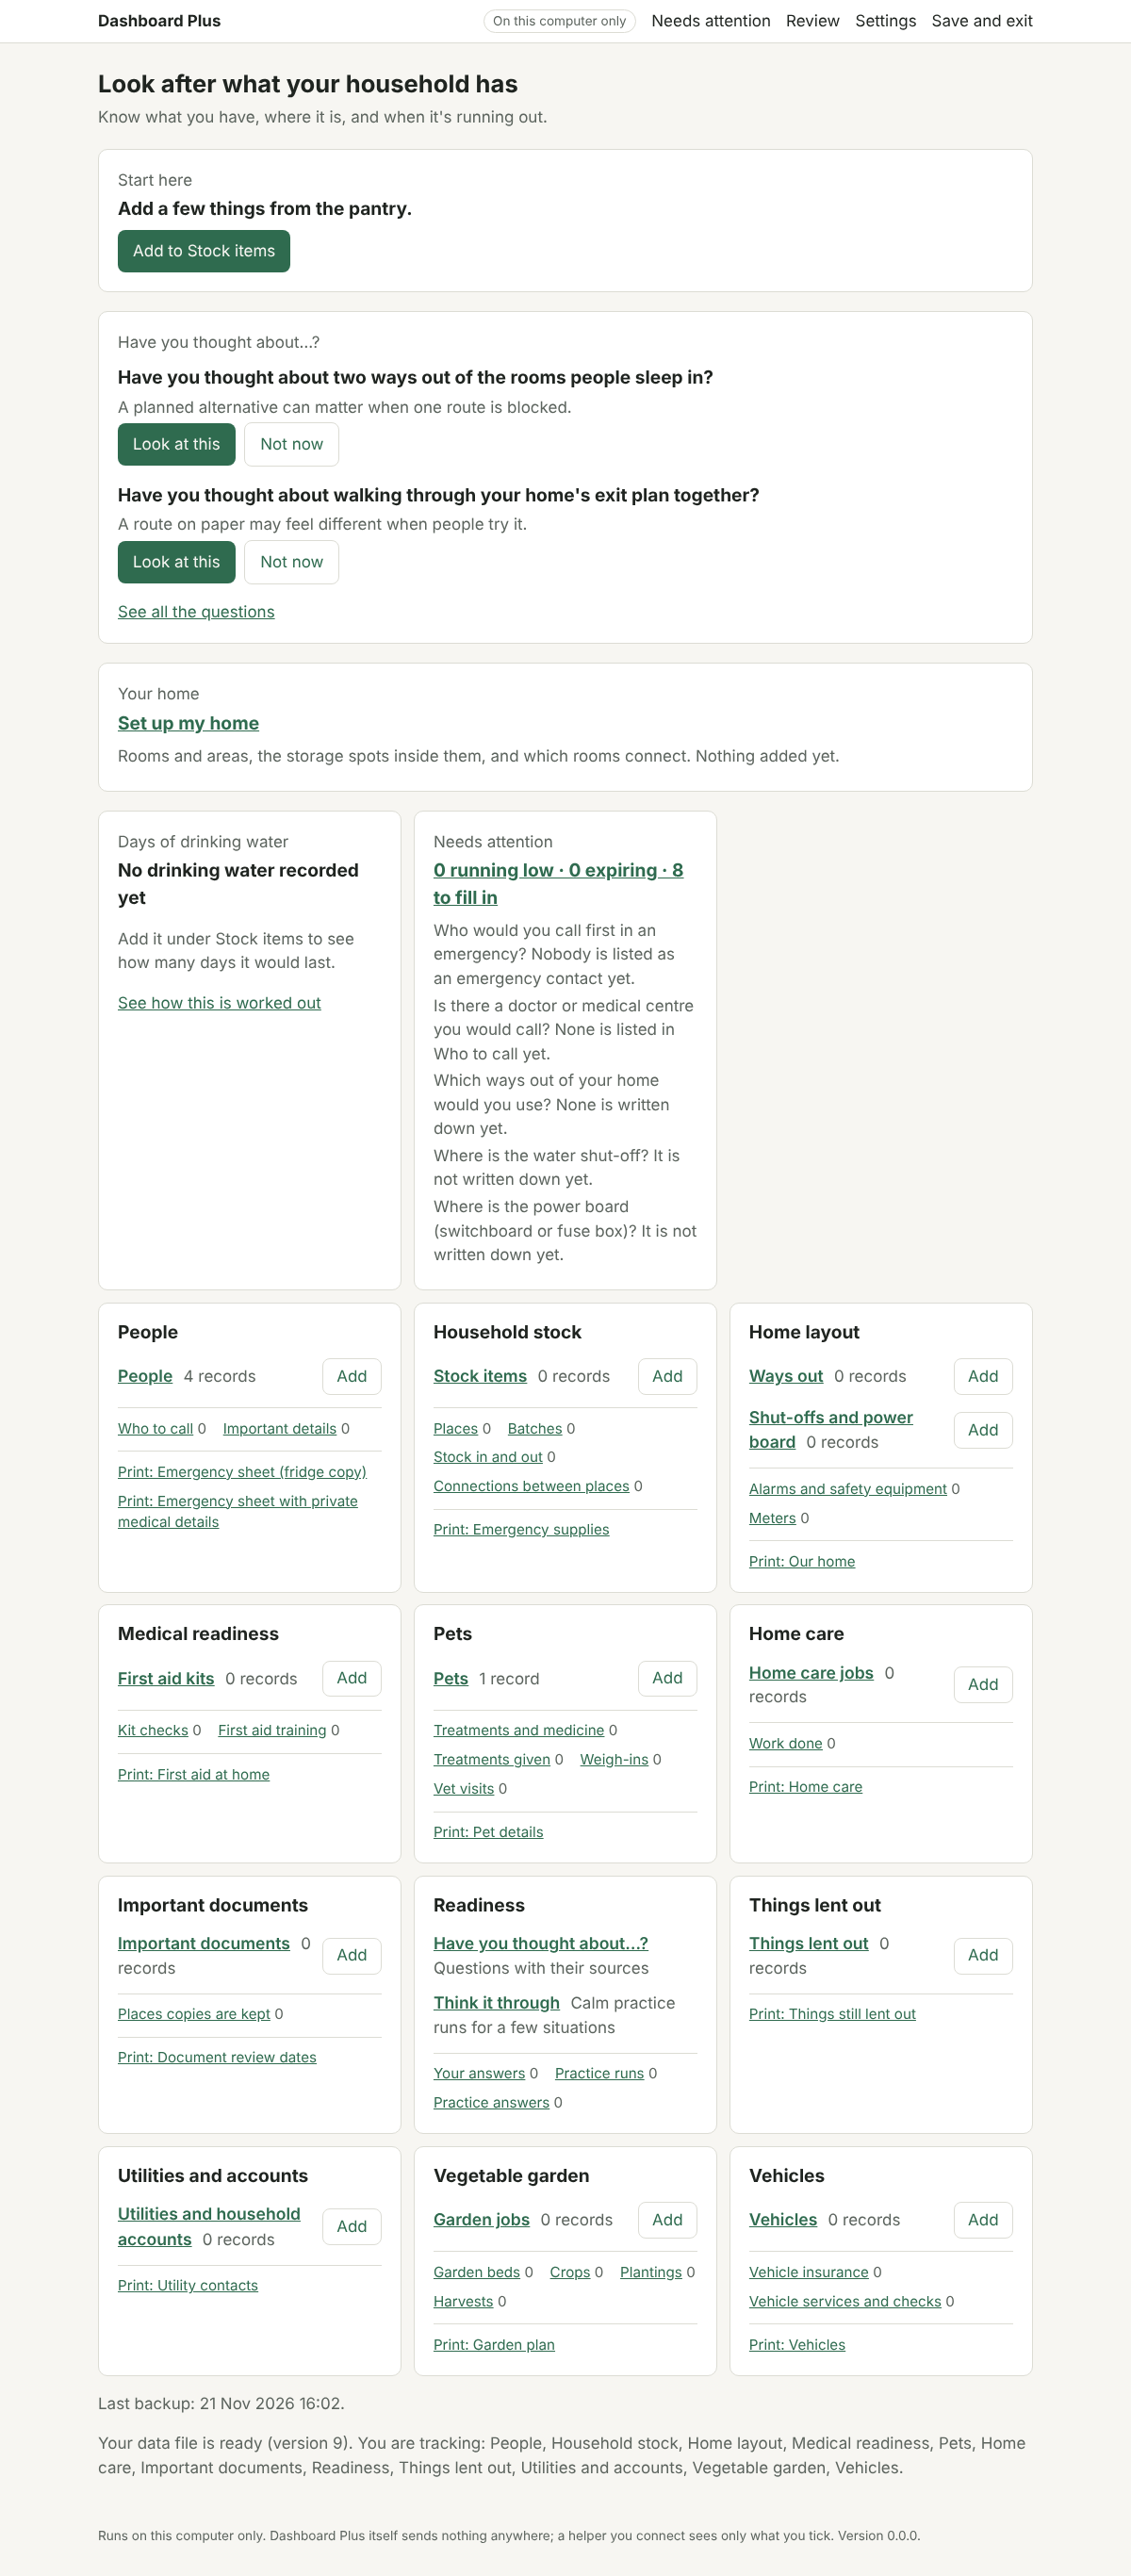 Dashboard Plus
On this computer only
Needs attention
Review
Settings
Save and exit
Look after what your household has
Know what you have, where it is, and when it's running out.
Start here
Add a few things from the pantry.
Add to Stock items
Have you thought about...?
Have you thought about two ways out of the rooms people sleep in?
A planned alternative can matter when one route is blocked.
Look at this
Not now
Have you thought about walking through your home's exit plan together?
A route on paper may feel different when people try it.
Look at this
Not now
See all the questions
Your home
Set up my home
Rooms and areas, the storage spots inside them, and which rooms connect. Nothing added yet.
Days of drinking water
No drinking water recorded
yet
Add it under Stock items to see
how many days it would last.
See how this is worked out
Needs attention
0 running low · 0 expiring · 8
to fill in
Who would you call first in an
emergency? Nobody is listed as
an emergency contact yet.
Is there a doctor or medical centre
you would call? None is listed in
Who to call yet.
Which ways out of your home
would you use? None is written
down yet.
Where is the water shut-off? It is
not written down yet.
Where is the power board
(switchboard or fuse box)? It is not
written down yet.
People
People 4 records Add
Who to call 0 Important details 0
Print: Emergency sheet (fridge copy)
Print: Emergency sheet with private
medical details
Household stock
Stock items 0 records Add
Places 0 Batches 0
Stock in and out 0
Connections between places 0
Print: Emergency supplies
Home layout
Ways out 0 records Add
Shut-offs and power
board 0 records Add
Alarms and safety equipment 0
Meters 0
Print: Our home
Medical readiness
First aid kits 0 records Add
Kit checks 0 First aid training 0
Print: First aid at home
Pets
Pets 1 record Add
Treatments and medicine 0
Treatments given 0 Weigh-ins 0
Vet visits 0
Print: Pet details
Home care
Home care jobs 0
records Add
Work done 0
Print: Home care
Important documents
Important documents 0
records Add
Places copies are kept 0
Print: Document review dates
Readiness
Have you thought about...?
Questions with their sources
Think it through Calm practice
runs for a few situations
Your answers 0 Practice runs 0
Practice answers 0
Things lent out
Things lent out 0
records Add
Print: Things still lent out
Utilities and accounts
Utilities and household
accounts 0 records Add
Print: Utility contacts
Vegetable garden
Garden jobs 0 records Add
Garden beds 0 Crops 0 Plantings 0
Harvests 0
Print: Garden plan
Vehicles
Vehicles 0 records Add
Vehicle insurance 0
Vehicle services and checks 0
Print: Vehicles
Last backup: 21 Nov 2026 16:02.
Your data file is ready (version 9). You are tracking: People, Household stock, Home layout, Medical readiness, Pets, Home
care, Important documents, Readiness, Things lent out, Utilities and accounts, Vegetable garden, Vehicles.
Runs on this computer only. Dashboard Plus itself sends nothing anywhere; a helper you connect sees only what you tick. Version 0.0.0.